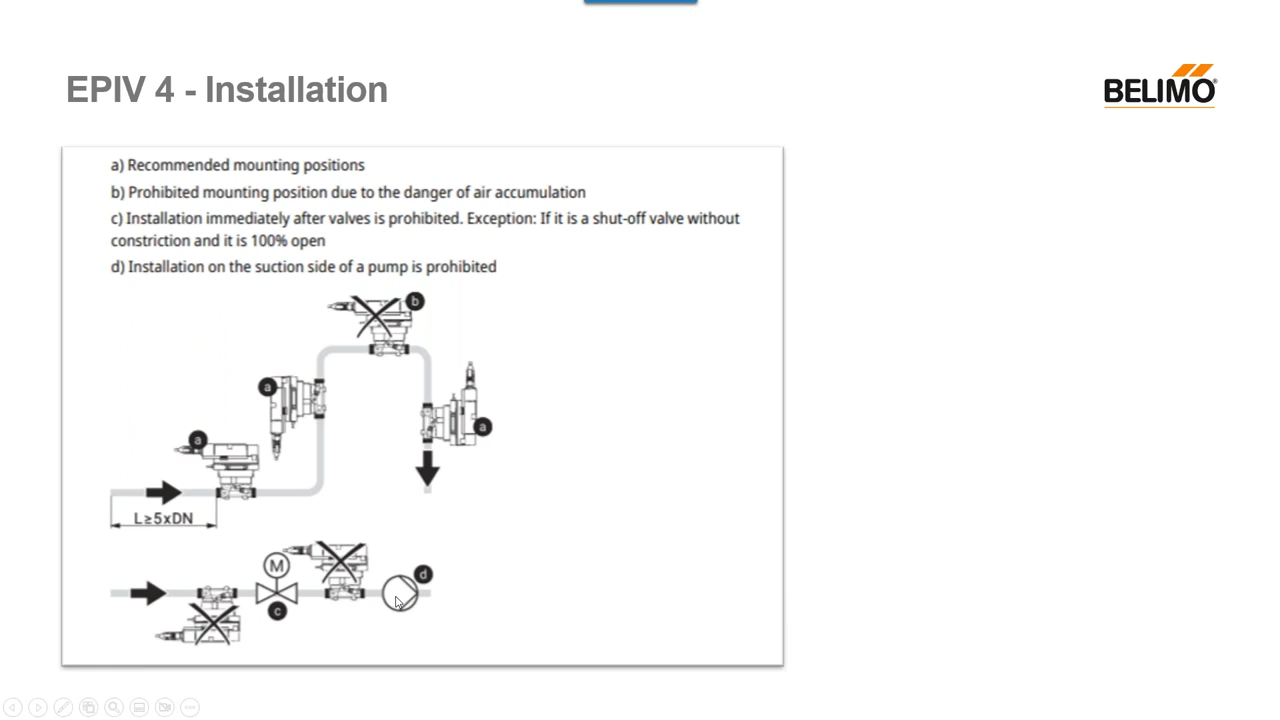 EPIV 4 - Installation
BELIMO®
a) Recommended mounting positions
b) Prohibited mounting position due to the danger of air accumulation
c) Installation immediately after valves is prohibited. Exception: If it is a shut-off valve without
constriction and it is 100% open
d) Installation on the suction side of a pump is prohibited
b
a
a
a
L≥5xDN
M
d
c